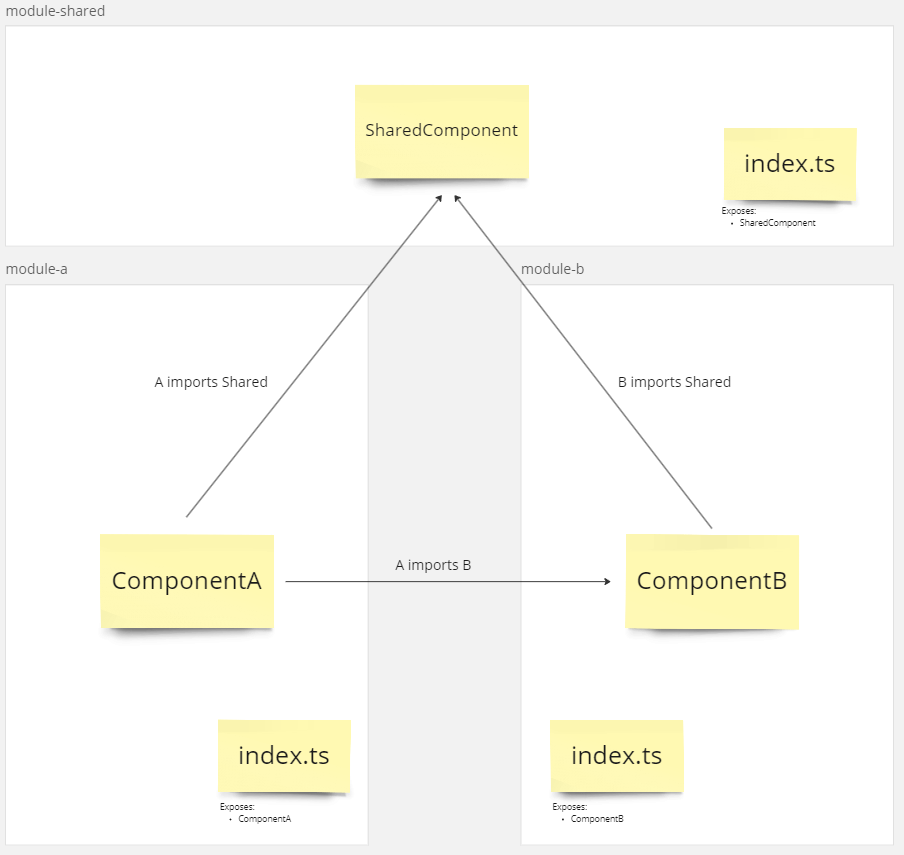 module-shared
SharedComponent
index.ts
Exposes:
• SharedComponent
module-a
module-b
A imports Shared
B imports Shared
A imports B
ComponentA
ComponentB
index.ts
Exposes:
• ComponentA
index.ts
Exposes:
• ComponentB